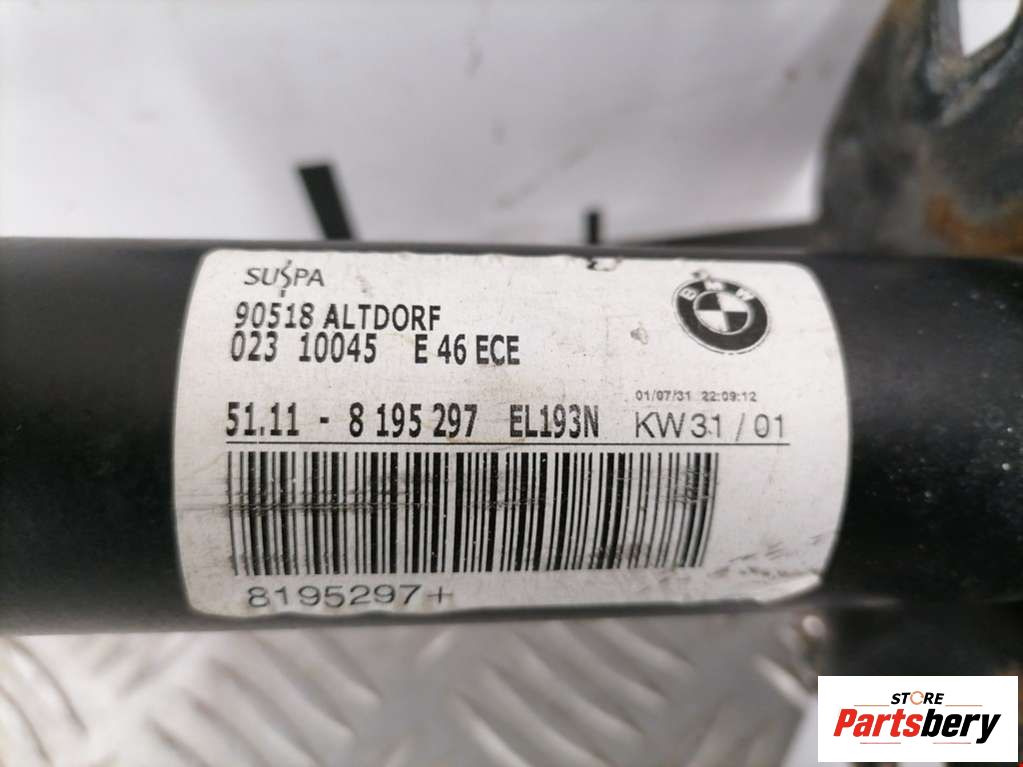 SUSPA
BMW
90518 ALTDORF
023 10045 E 46 ECE
01/07/31 22:09:12
51.11 - 8 195 297 EL193N KW31/01
8195297+
STORE
Partsbery